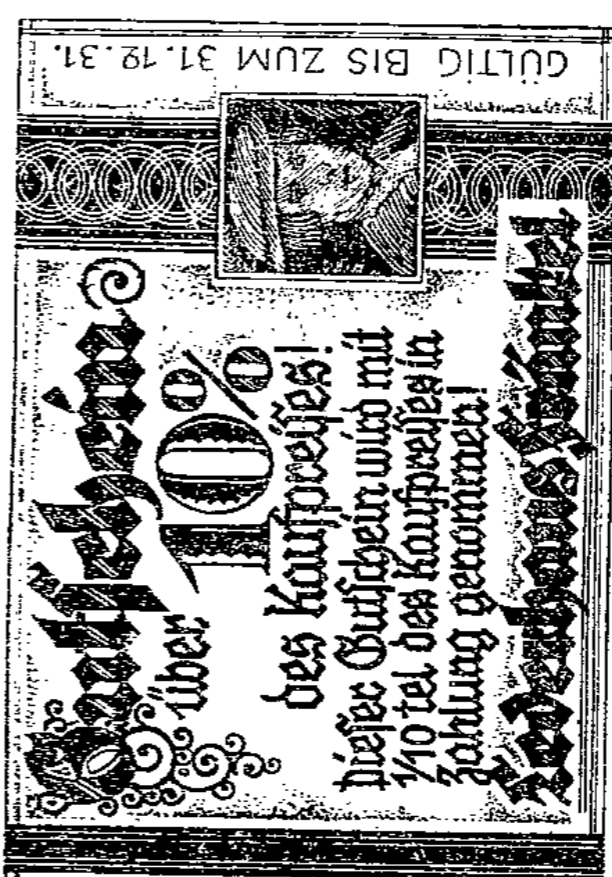 Gutschein
über 10%
des Kaufpreises!
Dieser Gutschein wird mit
1/10 tel des Kaufpreises in
Zahlung genommen!
Lederhaus
GÜLTIG BIS ZUM 31.12.31.